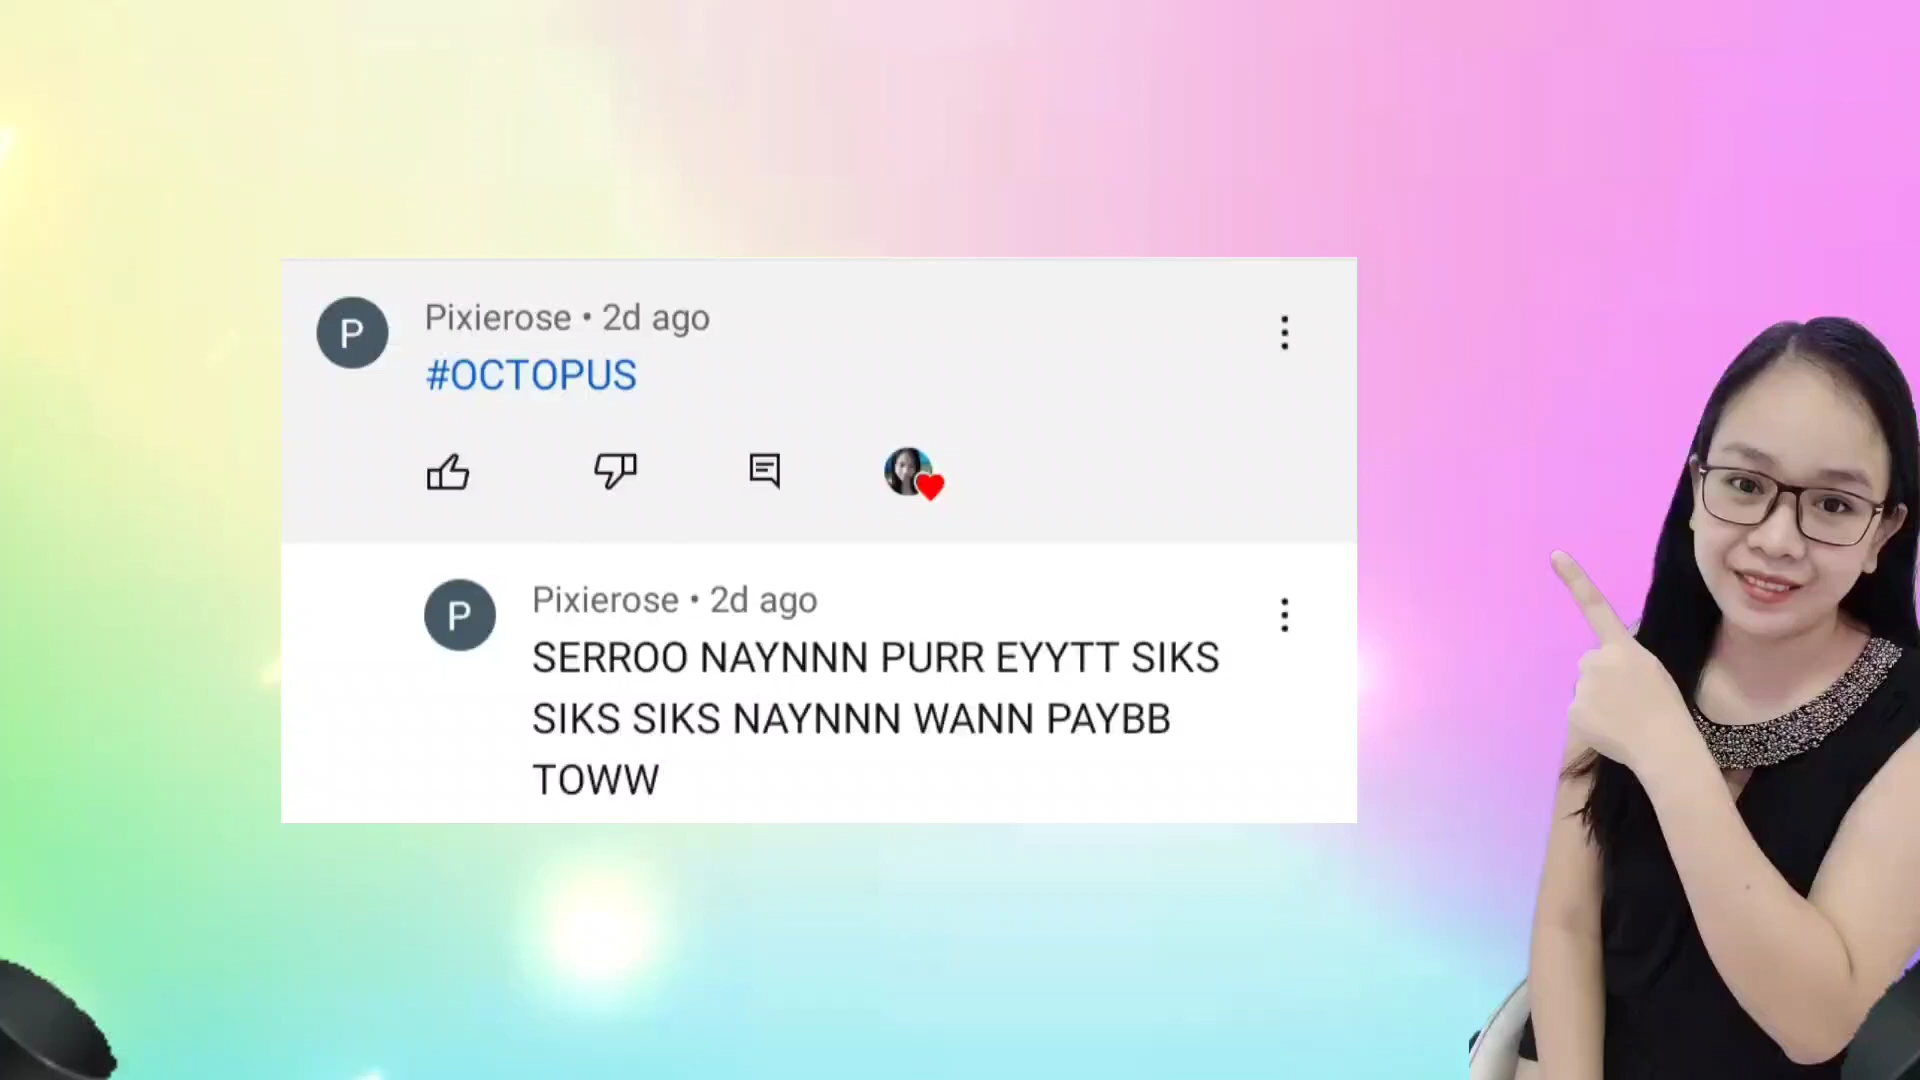 P
Pixierose • 2d ago
#OCTOPUS
P
Pixierose • 2d ago
SERROO NAYNNN PURR EYYTT SIKS
SIKS SIKS NAYNNN WANN PAYBB
TOWW